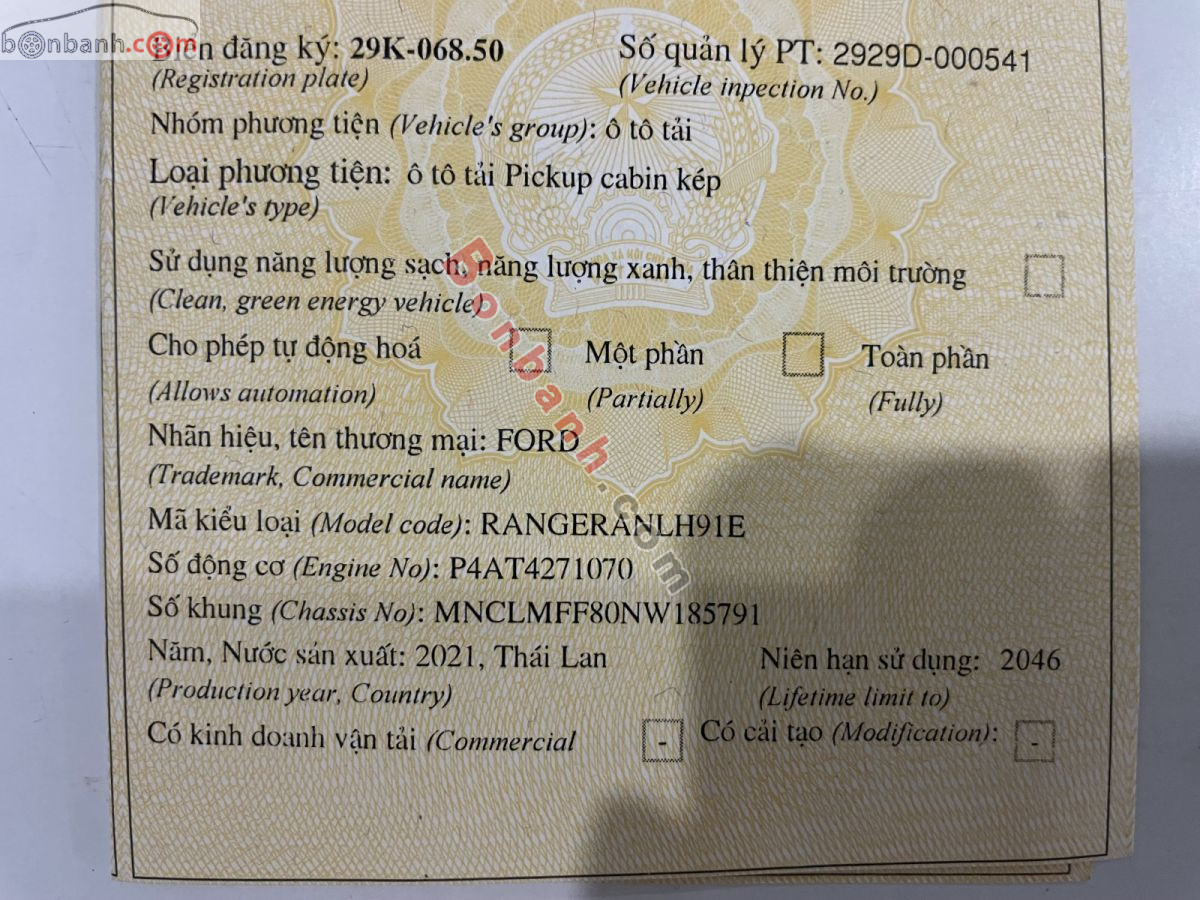 bonbanh.com
Biển đăng ký: 29K-068.50 Số quản lý PT: 2929D-000541
(Registration plate) (Vehicle inpection No.)
Nhóm phương tiện (Vehicle's group): ô tô tải
Loại phương tiện: ô tô tải Pickup cabin kép
(Vehicle's type)
Sử dụng năng lượng sạch, năng lượng xanh, thân thiện môi trường
(Clean, green energy vehicle)
Cho phép tự động hoá Một phần Toàn phần
(Allows automation) (Partially) (Fully)
Nhãn hiệu, tên thương mại: FORD
(Trademark, Commercial name)
Mã kiểu loại (Model code): RANGERANLH91E
Số động cơ (Engine No): P4AT4271070
Số khung (Chassis No): MNCLMFF80NW185791
Năm, Nước sản xuất: 2021, Thái Lan Niên hạn sử dụng: 2046
(Production year, Country) (Lifetime limit to)
Có kinh doanh vận tải (Commercial - Có cải tạo (Modification): -
Bonbanh.com